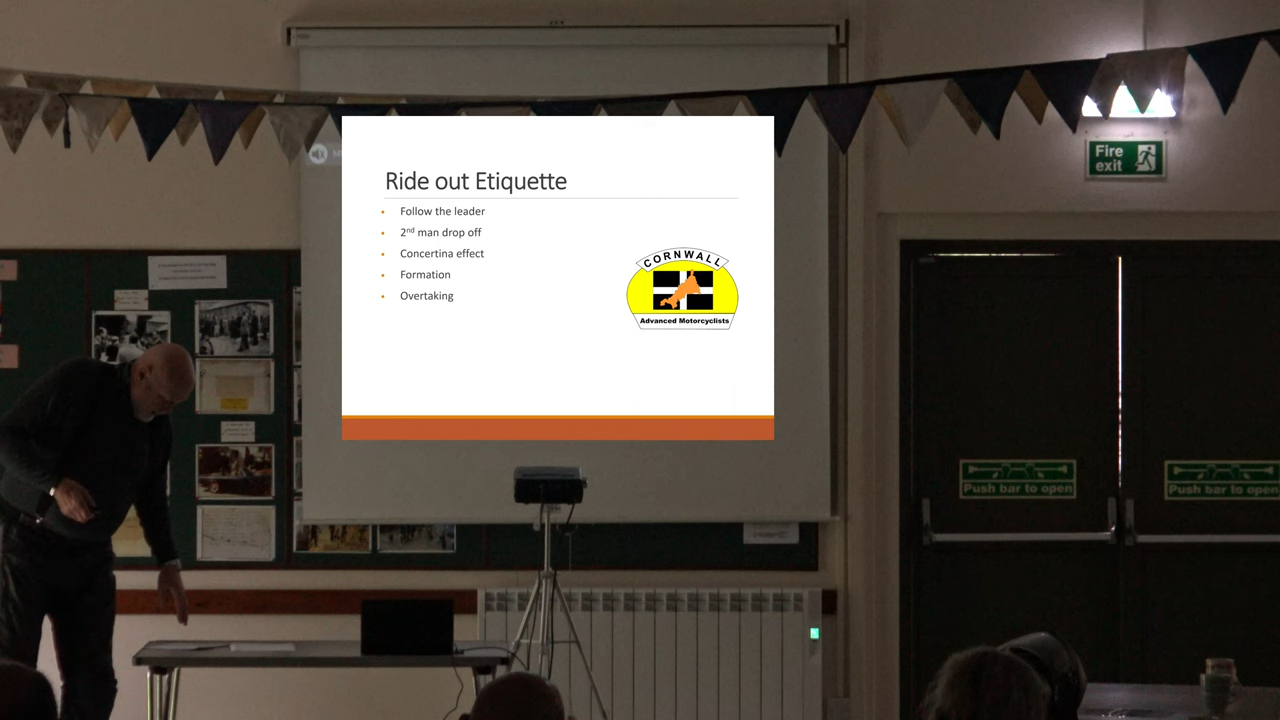 Ride out Etiquette
Follow the leader
2nd man drop off
Concertina effect
Formation
Overtaking
CORNWALL
Advanced Motorcyclists
Fire
exit
Push bar to open
Push bar to open